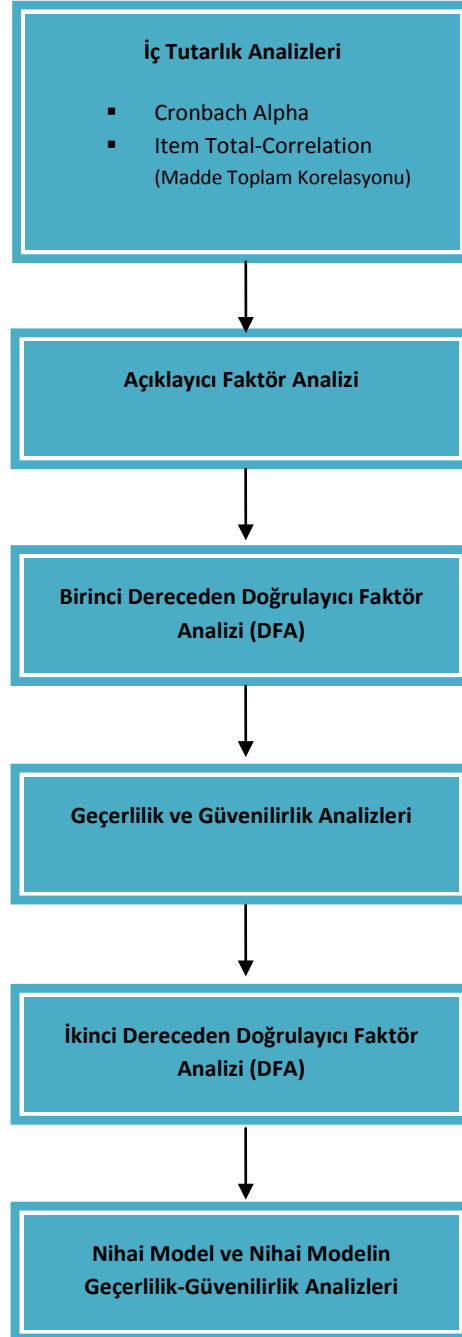 İç Tutarlık Analizleri
▪ Cronbach Alpha
▪ Item Total-Correlation
(Madde Toplam Korelasyonu)
Açıklayıcı Faktör Analizi
Birinci Dereceden Doğrulayıcı Faktör
Analizi (DFA)
Geçerlilik ve Güvenilirlik Analizleri
İkinci Dereceden Doğrulayıcı Faktör
Analizi (DFA)
Nihai Model ve Nihai Modelin
Geçerlilik-Güvenilirlik Analizleri